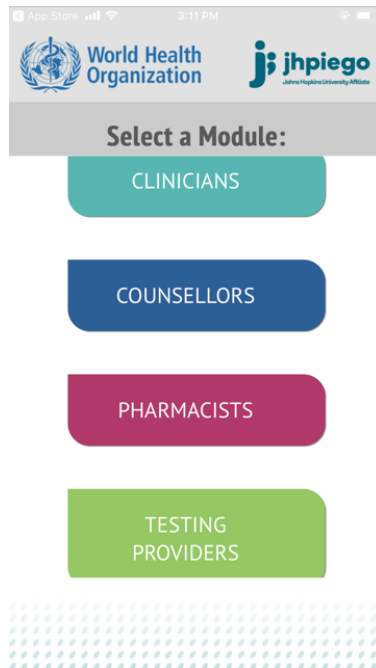 App Store
3:11 PM
World Health
Organization
jhpiego
Johns Hopkins University Affiliate
Select a Module:
CLINICIANS
COUNSELLORS
PHARMACISTS
TESTING
PROVIDERS